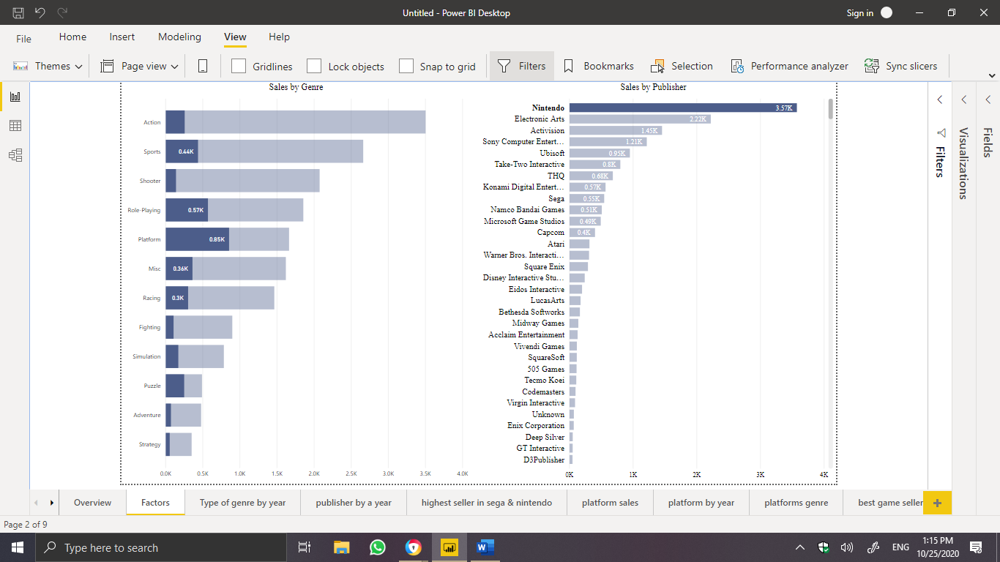 Untitled - Power BI Desktop
Sign in
File Home Insert Modeling View Help
Themes Page view Gridlines Lock objects Snap to grid Filters Bookmarks Selection Performance analyzer Sync slicers
Sales by Genre
Action
Sports 0.44K
Shooter
Role-Playing 0.57K
Platform 0.85K
Misc 0.36K
Racing 0.3K
Fighting
Simulation
Puzzle
Adventure
Strategy
0.0K 0.5K 1.0K 1.5K 2.0K 2.5K 3.0K 3.5K 4.0K
Sales by Publisher
Nintendo 3.57K
Electronic Arts 2.22K
Activision 1.45K
Sony Computer Entert... 1.21K
Ubisoft 0.95K
Take-Two Interactive 0.8K
THQ 0.68K
Konami Digital Entert... 0.57K
Sega 0.55K
Namco Bandai Games 0.51K
Microsoft Game Studios 0.49K
Capcom 0.4K
Atari
Warner Bros. Interacti...
Square Enix
Disney Interactive Stu...
Eidos Interactive
LucasArts
Bethesda Softworks
Midway Games
Acclaim Entertainment
Vivendi Games
SquareSoft
505 Games
Tecmo Koei
Codemasters
Virgin Interactive
Unknown
Enix Corporation
Deep Silver
GT Interactive
D3Publisher
0K 1K 2K 3K 4K
Filters
Visualizations
Fields
Overview Factors Type of genre by year publisher by a year highest seller in sega & nintendo platform sales platform by year platforms genre best game seller
Page 2 of 9
Type here to search
ENG
1:15 PM
10/25/2020